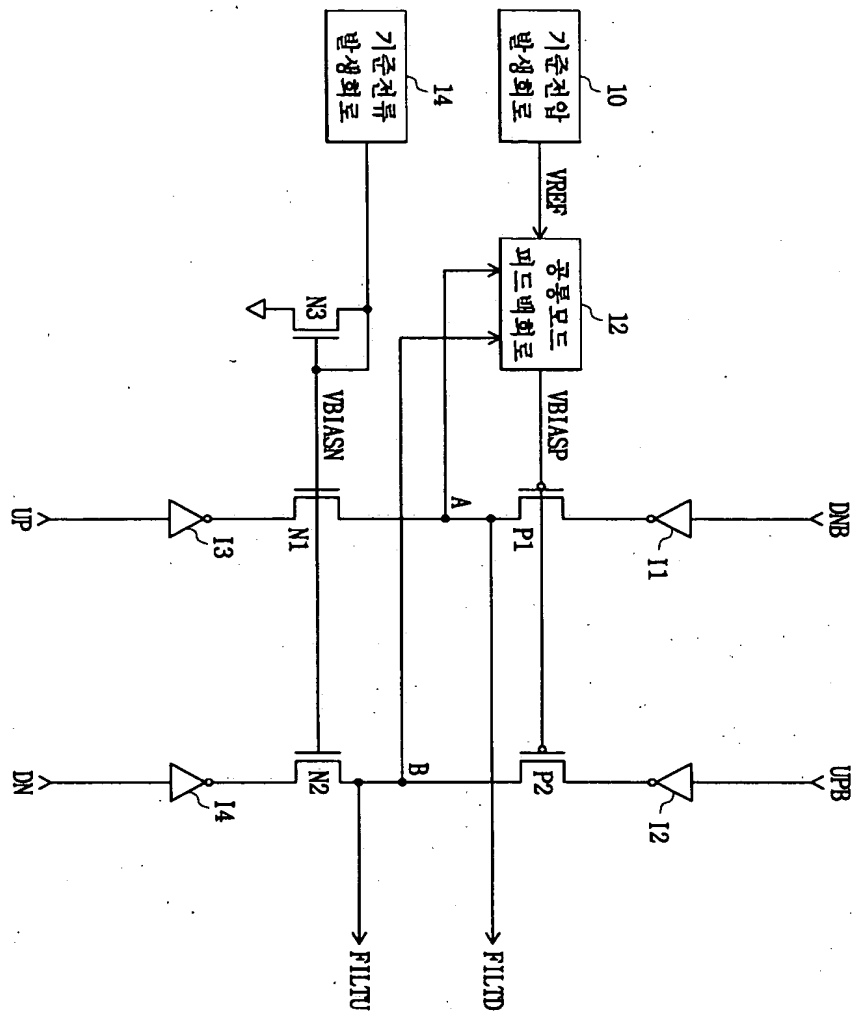 기준전류
발생회로
14
기준전압
발생회로
10
VREF
공통모드
피드백회로
12
N3
VBIASN
VBIASP
A
UP
I3
N1
P1
I1
DNB
B
DN
I4
N2
P2
I2
UPB
FILTU
FILTD